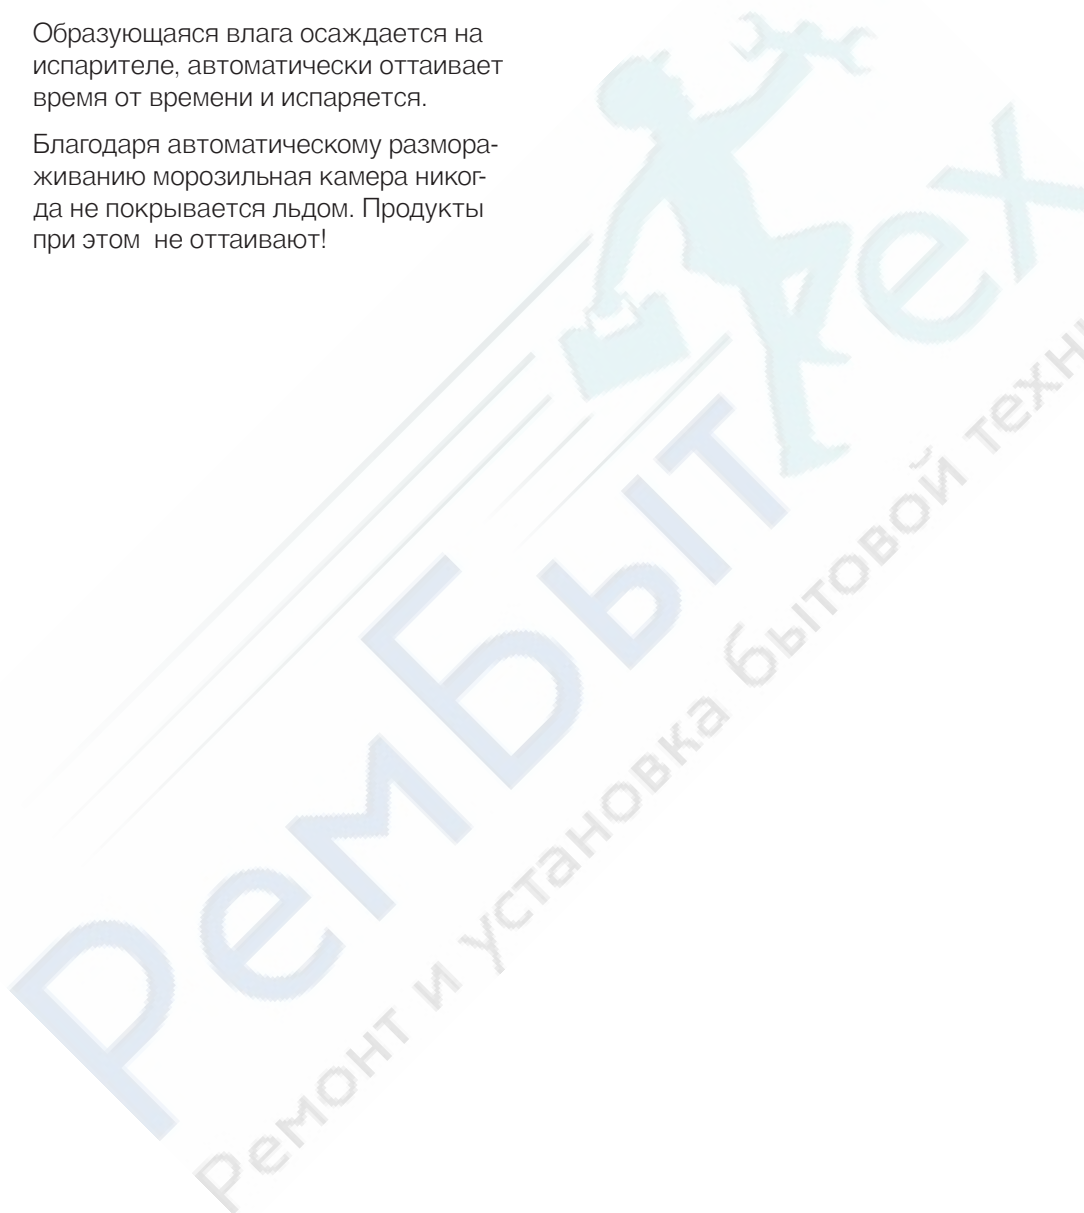 Образующаяся влага осаждается на
испарителе, автоматически оттаивает
время от времени и испаряется.
Благодаря автоматическому размора-
живанию морозильная камера никог-
да не покрывается льдом. Продукты
при этом не оттаивают!
РемБытТех
Ремонт и установка бытовой